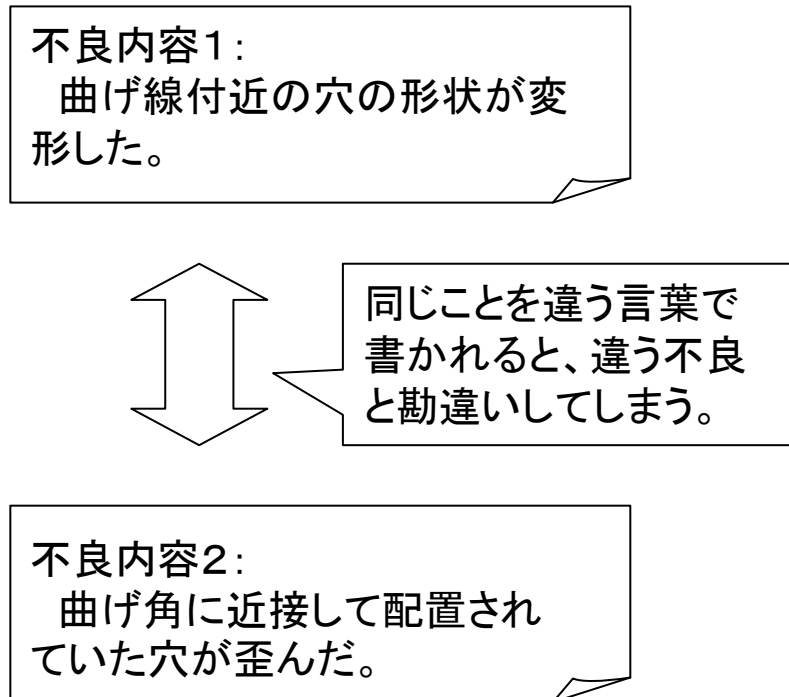 不良内容1:
曲げ線付近の穴の形状が変
形した。
同じことを違う言葉で
書かれると、違う不良
と勘違いしてしまう。
不良内容2:
曲げ角に近接して配置され
ていた穴が歪んだ。